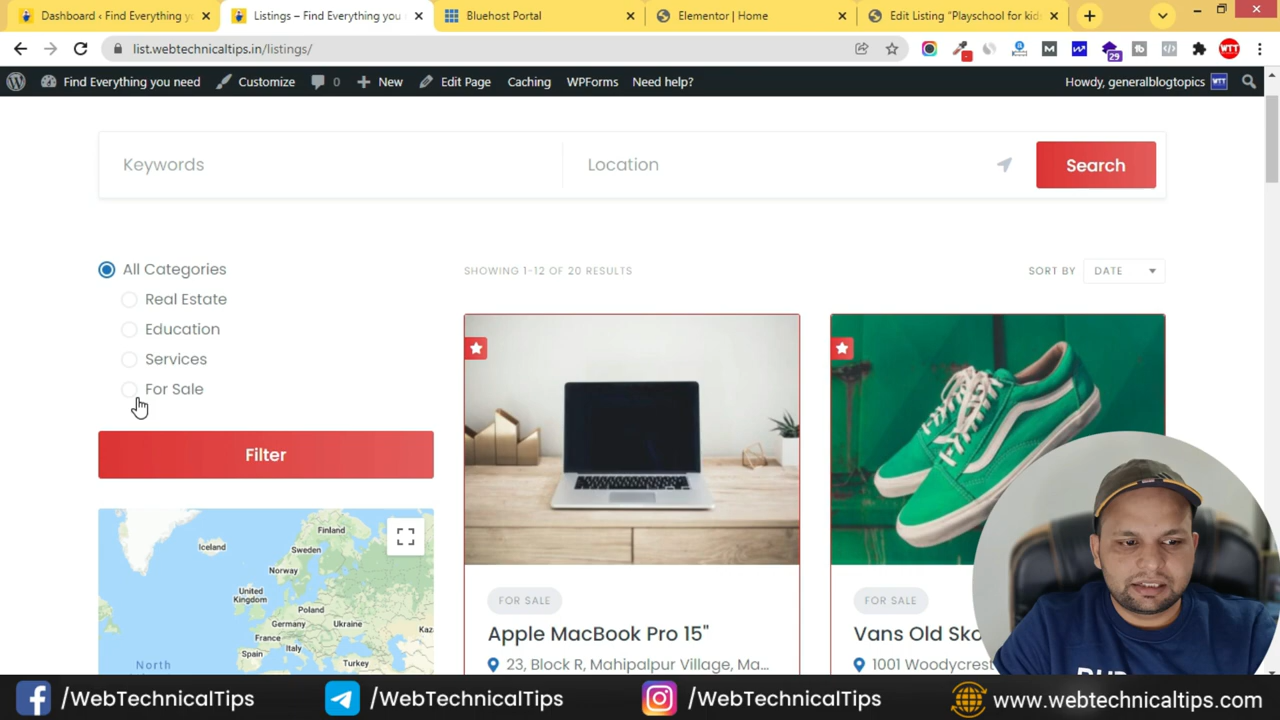 Dashboard ‹ Find Everything y
Listings – Find Everything you
Bluehost Portal
Elementor | Home
Edit Listing "Playschool for kid
list.webtechnicaltips.in/listings/
29
Find Everything you need
Customize
0
New
Edit Page
Caching
WPForms
Need help?
Howdy, generalblogtopics
WTT
Keywords
Location
Search
All Categories
Real Estate
Education
Services
For Sale
Filter
SHOWING 1-12 OF 20 RESULTS
SORT BY
DATE
FOR SALE
Apple MacBook Pro 15"
23, Block R, Mahipalpur Village, Ma...
FOR SALE
Vans Old Sko
1001 Woodycrest
Iceland
Finland
Sweden
Norway
United
Kingdom
Poland
Germany
Ukraine
Kaz
France
Italy
Spain
Turkey
North
/WebTechnicalTips
/WebTechnicalTips
/WebTechnicalTips
www.webtechnicaltips.com